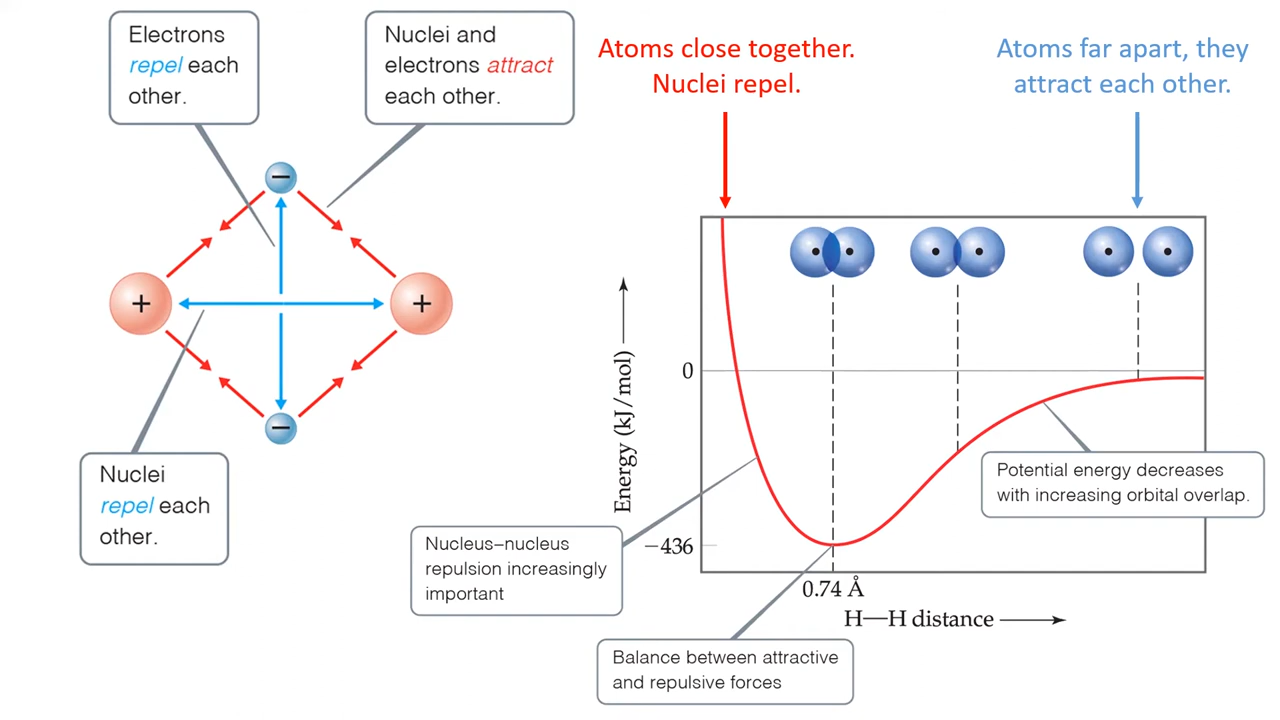 Electrons
repel each
other.
Nuclei and
electrons attract
each other.
−
+
+
−
Nuclei
repel each
other.
Atoms close together.
Nuclei repel.
Atoms far apart, they
attract each other.
Energy (kJ/mol)
0
−436
0.74 Å
H—H distance
Potential energy decreases
with increasing orbital overlap.
Nucleus–nucleus
repulsion increasingly
important
Balance between attractive
and repulsive forces